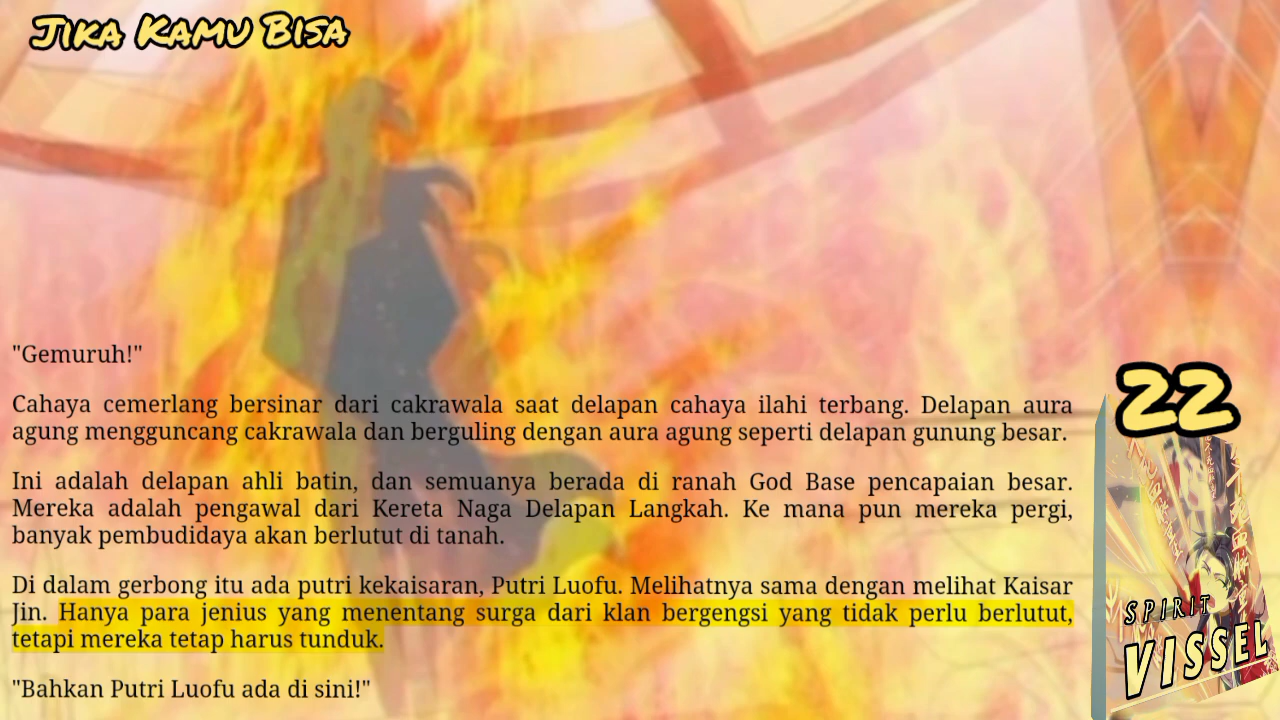 Jika Kamu Bisa
"Gemuruh!"
Cahaya cemerlang bersinar dari cakrawala saat delapan cahaya ilahi terbang. Delapan aura
agung mengguncang cakrawala dan berguling dengan aura agung seperti delapan gunung besar.
Ini adalah delapan ahli batin, dan semuanya berada di ranah God Base pencapaian besar.
Mereka adalah pengawal dari Kereta Naga Delapan Langkah. Ke mana pun mereka pergi,
banyak pembudidaya akan berlutut di tanah.
Di dalam gerbong itu ada putri kekaisaran, Putri Luofu. Melihatnya sama dengan melihat Kaisar
Jin. Hanya para jenius yang menentang surga dari klan bergengsi yang tidak perlu berlutut,
tetapi mereka tetap harus tunduk.
"Bahkan Putri Luofu ada di sini!"
22
SPIRIT
VISSEL